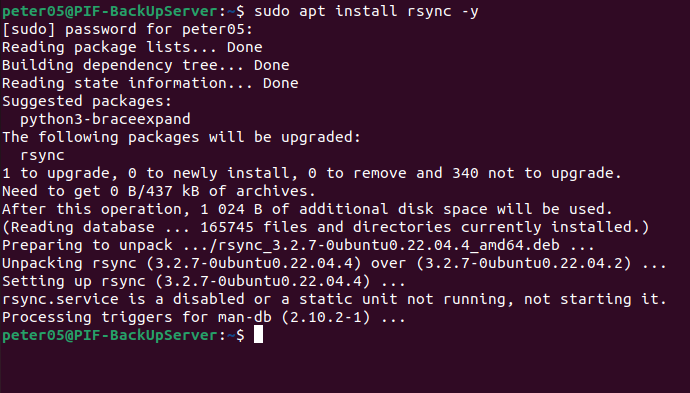 peter05@PIF-BackUpServer:~$ sudo apt install rsync -y
[sudo] password for peter05:
Reading package lists... Done
Building dependency tree... Done
Reading state information... Done
Suggested packages:
  python3-braceexpand
The following packages will be upgraded:
  rsync
1 to upgrade, 0 to newly install, 0 to remove and 340 not to upgrade.
Need to get 0 B/437 kB of archives.
After this operation, 1 024 B of additional disk space will be used.
(Reading database ... 165745 files and directories currently installed.)
Preparing to unpack .../rsync_3.2.7-0ubuntu0.22.04.4_amd64.deb ...
Unpacking rsync (3.2.7-0ubuntu0.22.04.4) over (3.2.7-0ubuntu0.22.04.2) ...
Setting up rsync (3.2.7-0ubuntu0.22.04.4) ...
rsync.service is a disabled or a static unit not running, not starting it.
Processing triggers for man-db (2.10.2-1) ...
peter05@PIF-BackUpServer:~$